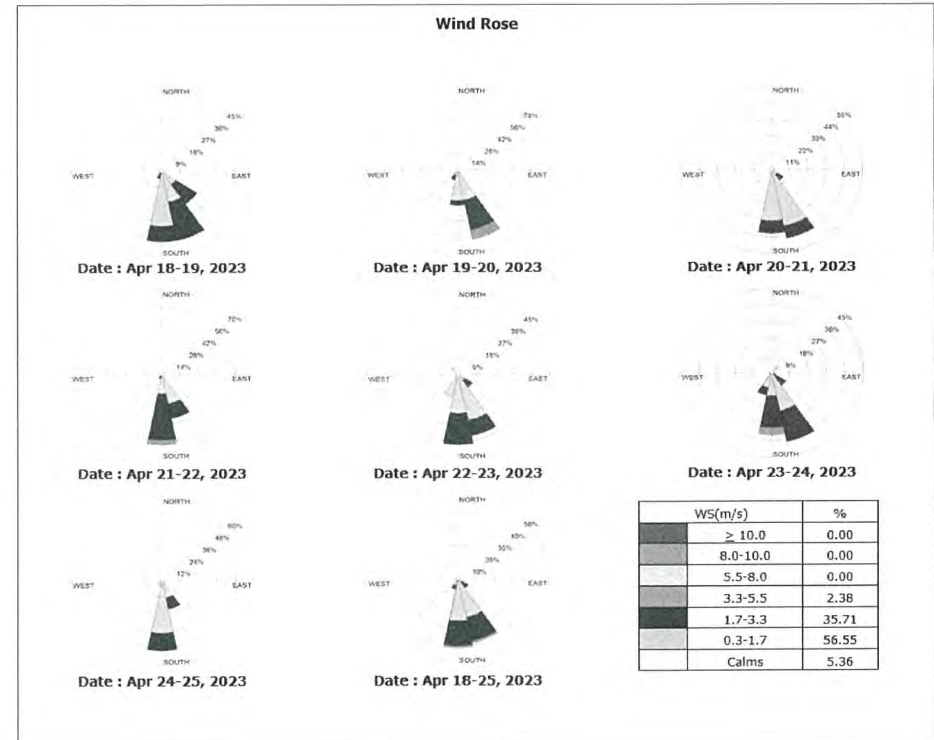 Wind Rose
NORTH
45%
36%
27%
18%
9%
WEST
EAST
SOUTH
Date : Apr 18-19, 2023
NORTH
70%
56%
42%
28%
14%
WEST
EAST
SOUTH
Date : Apr 19-20, 2023
NORTH
55%
44%
33%
22%
11%
WEST
EAST
SOUTH
Date : Apr 20-21, 2023
NORTH
70%
56%
42%
28%
14%
WEST
EAST
SOUTH
Date : Apr 21-22, 2023
NORTH
45%
36%
27%
18%
9%
WEST
EAST
SOUTH
Date : Apr 22-23, 2023
NORTH
45%
36%
27%
18%
9%
WEST
EAST
SOUTH
Date : Apr 23-24, 2023
NORTH
60%
48%
36%
24%
12%
WEST
EAST
SOUTH
Date : Apr 24-25, 2023
NORTH
50%
40%
30%
20%
10%
WEST
EAST
SOUTH
Date : Apr 18-25, 2023
WS(m/s) %
≥ 10.0 0.00
8.0-10.0 0.00
5.5-8.0 0.00
3.3-5.5 2.38
1.7-3.3 35.71
0.3-1.7 56.55
Calms 5.36